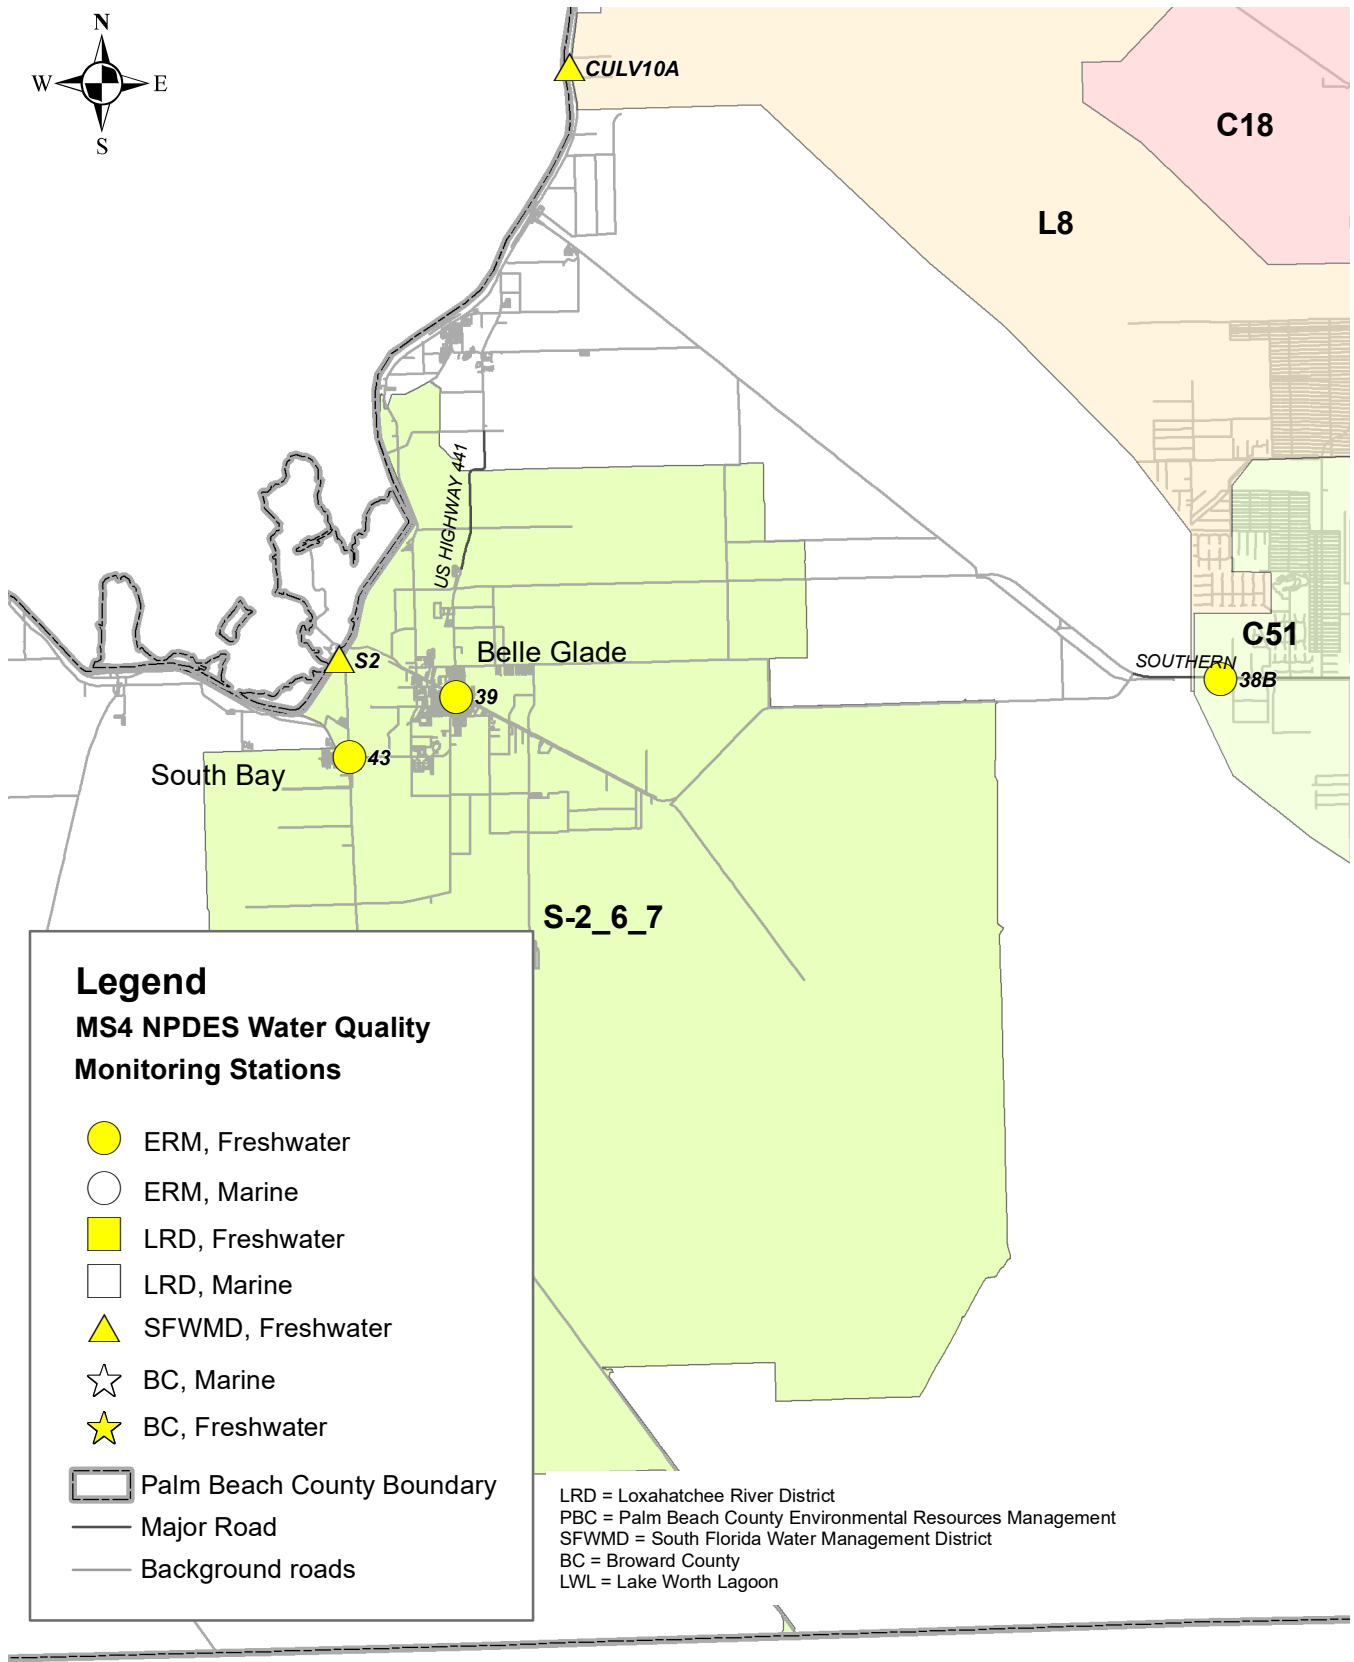 N
W E
S
CULV10A
C18
L8
US HIGHWAY 441
C51
Belle Glade
S2
SOUTHERN
38B
39
43
South Bay
S-2_6_7
Legend
MS4 NPDES Water Quality
Monitoring Stations
ERM, Freshwater
ERM, Marine
LRD, Freshwater
LRD, Marine
SFWMD, Freshwater
BC, Marine
BC, Freshwater
Palm Beach County Boundary
Major Road
Background roads
LRD = Loxahatchee River District
PBC = Palm Beach County Environmental Resources Management
SFWMD = South Florida Water Management District
BC = Broward County
LWL = Lake Worth Lagoon